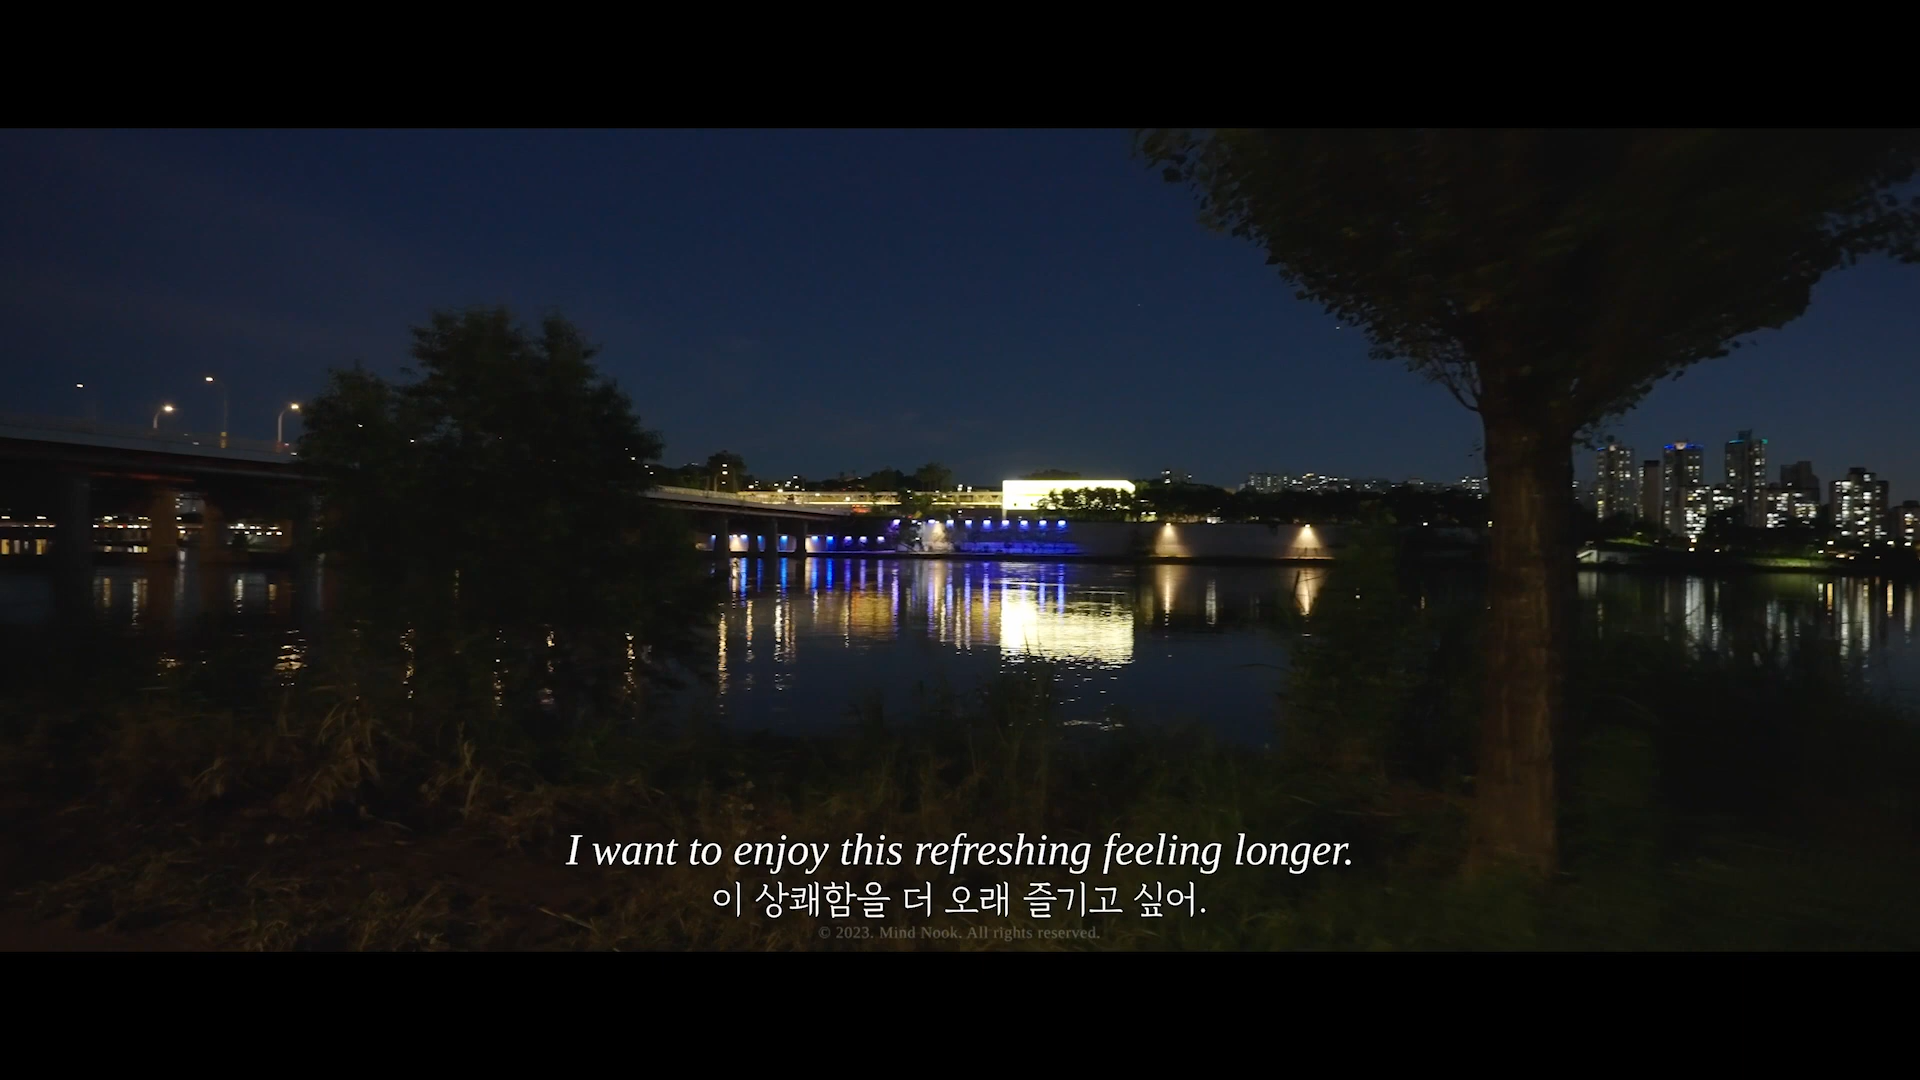 I want to enjoy this refreshing feeling longer.
이 상쾌함을 더 오래 즐기고 싶어.
© 2023. Mind Nook. All rights reserved.